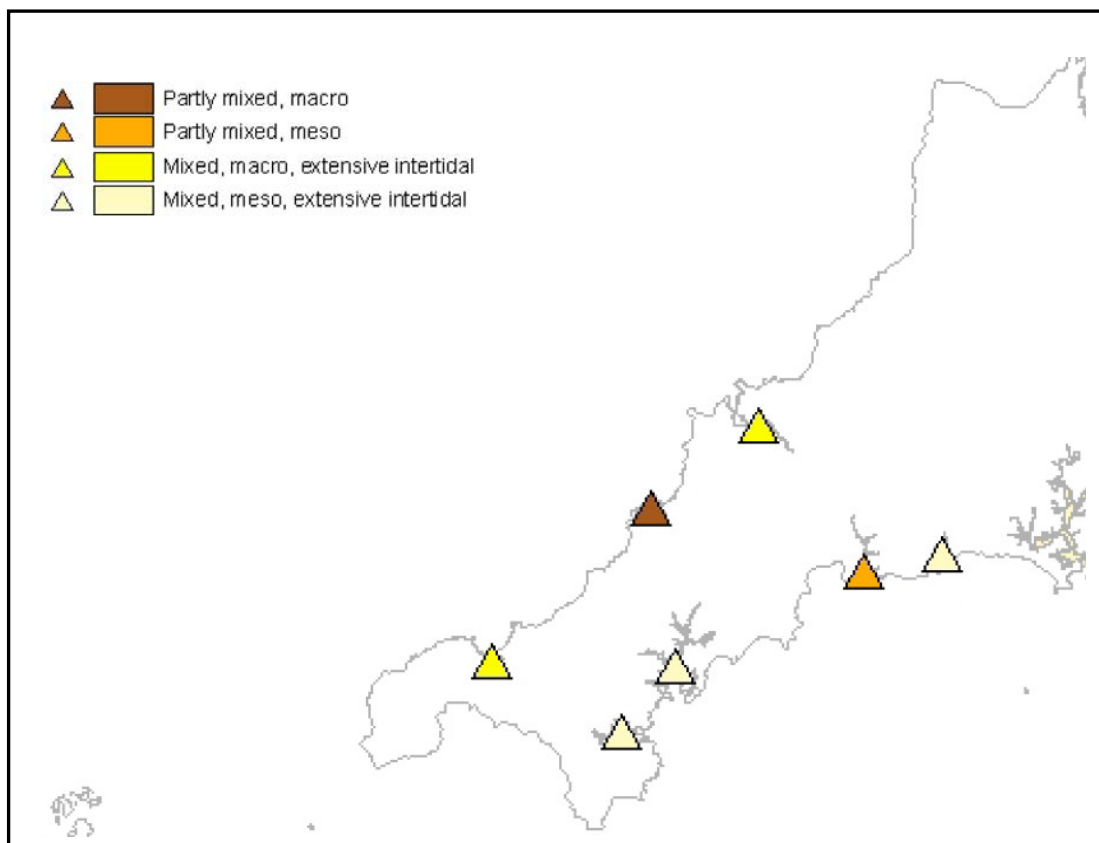 Partly mixed, macro
Partly mixed, meso
Mixed, macro, extensive intertidal
Mixed, meso, extensive intertidal